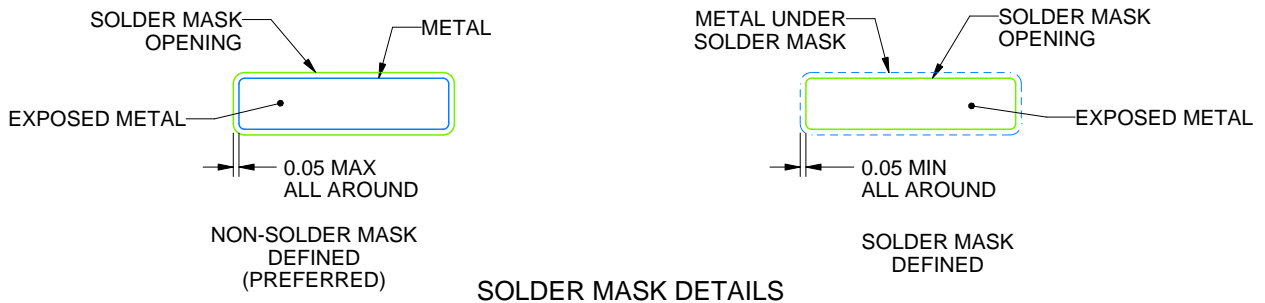 SOLDER MASK
OPENING
METAL
EXPOSED METAL
0.05 MAX
ALL AROUND
NON-SOLDER MASK
DEFINED
(PREFERRED)
METAL UNDER
SOLDER MASK
SOLDER MASK
OPENING
EXPOSED METAL
0.05 MIN
ALL AROUND
SOLDER MASK
DEFINED
SOLDER MASK DETAILS